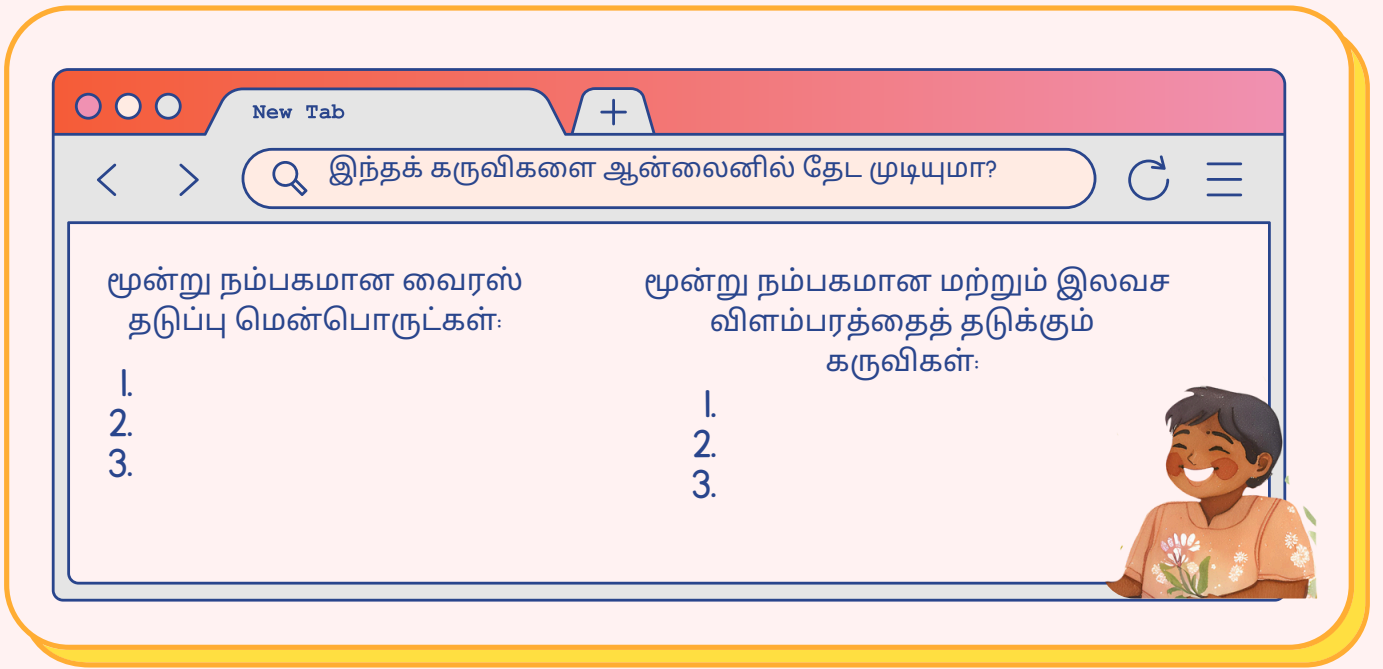 New Tab
+
இந்தக் கருவிகளை ஆன்லைனில் தேட முடியுமா?
மூன்று நம்பகமான வைரஸ்
தடுப்பு மென்பொருட்கள்:
1.
2.
3.
மூன்று நம்பகமான மற்றும் இலவச
விளம்பரத்தைத் தடுக்கும்
கருவிகள்:
1.
2.
3.